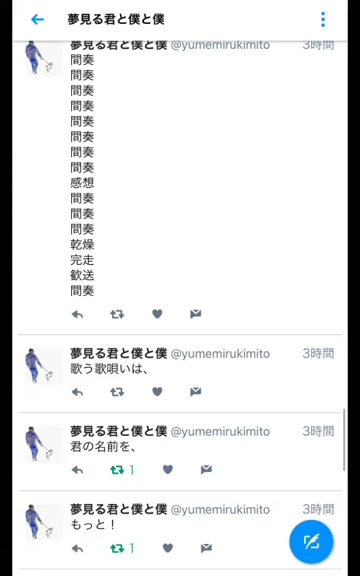 夢見る君と僕と僕
夢見る君と僕と僕 @yumemirukimito 3時間
間奏
間奏
間奏
間奏
間奏
間奏
間奏
間奏
感想
間奏
間奏
間奏
乾燥
完走
歓送
間奏
夢見る君と僕と僕 @yumemirukimito 3時間
歌う歌唄いは、
夢見る君と僕と僕 @yumemirukimito 3時間
君の名前を、
1
夢見る君と僕と僕 @yumemirukimito 3時間
もっと！
1